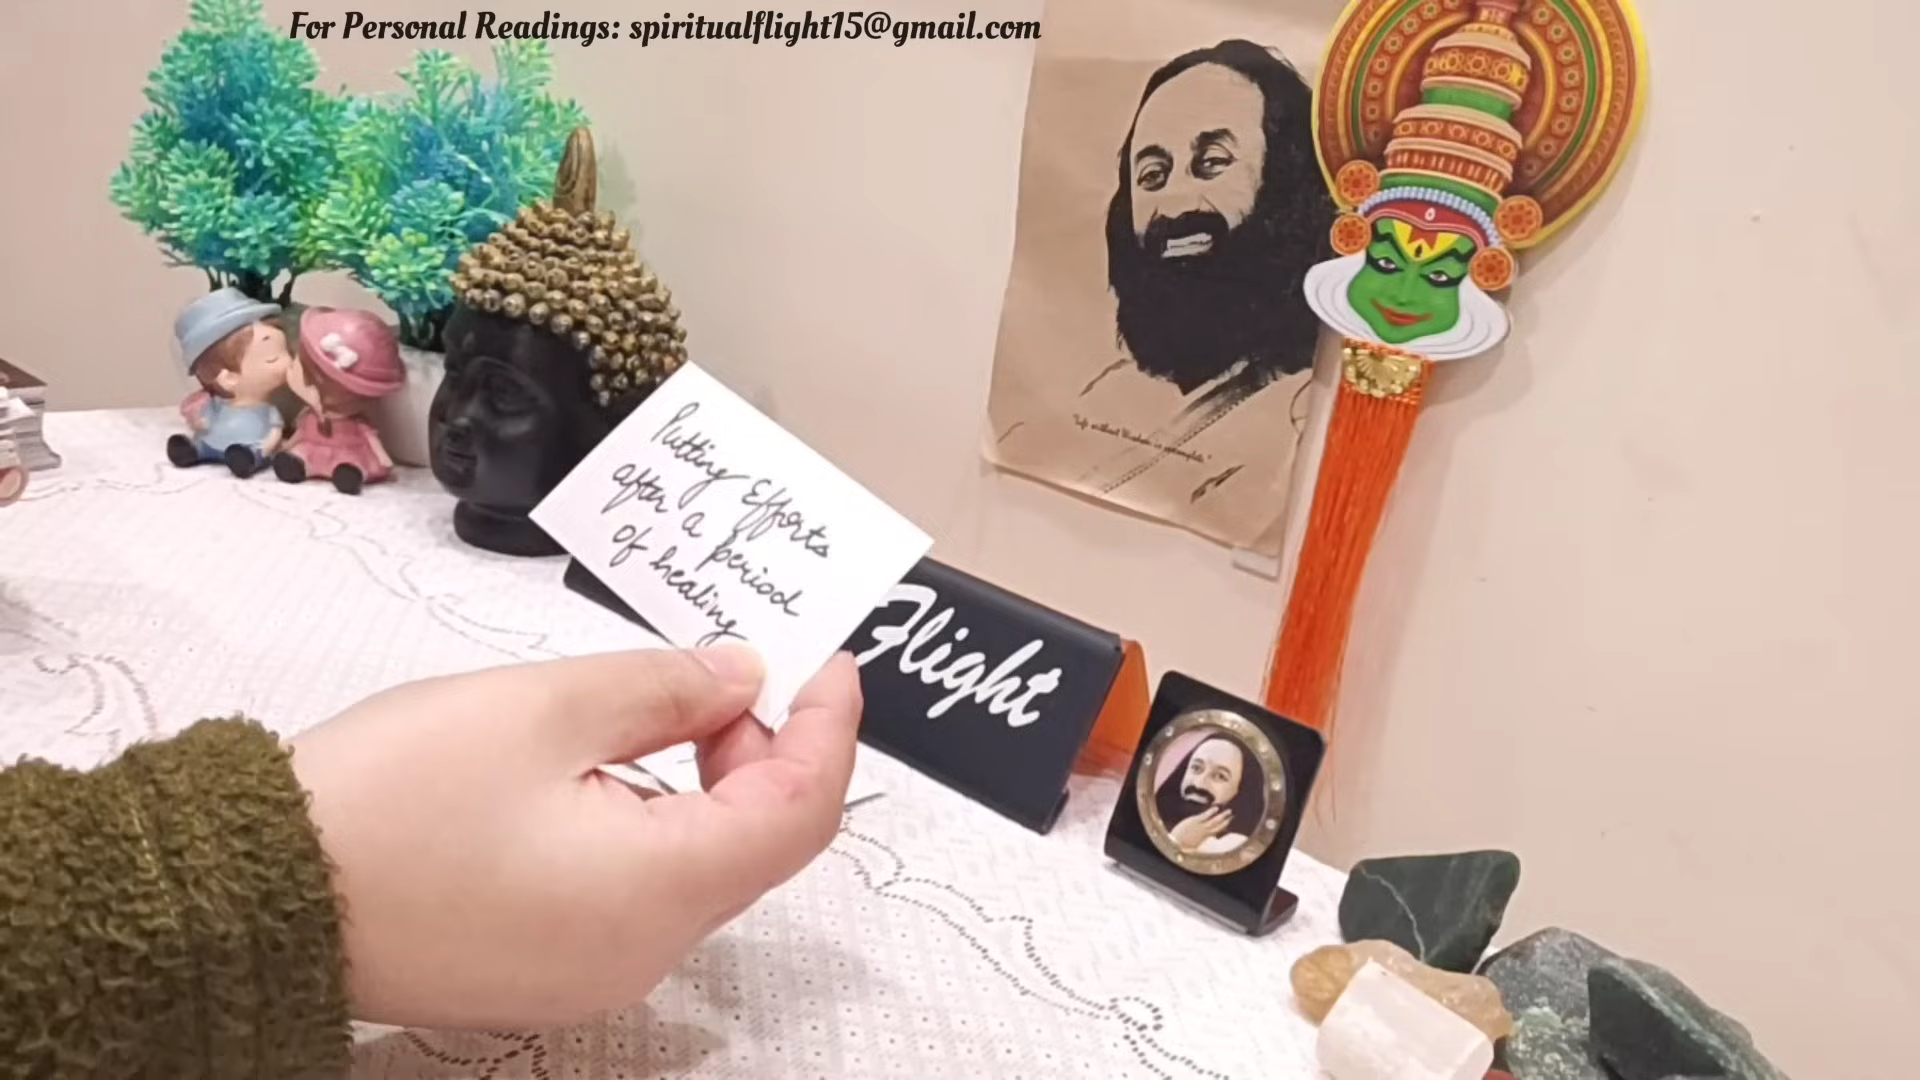 For Personal Readings: spiritualflight15@gmail.com
Putting Efforts
after a period
of healing
Flight